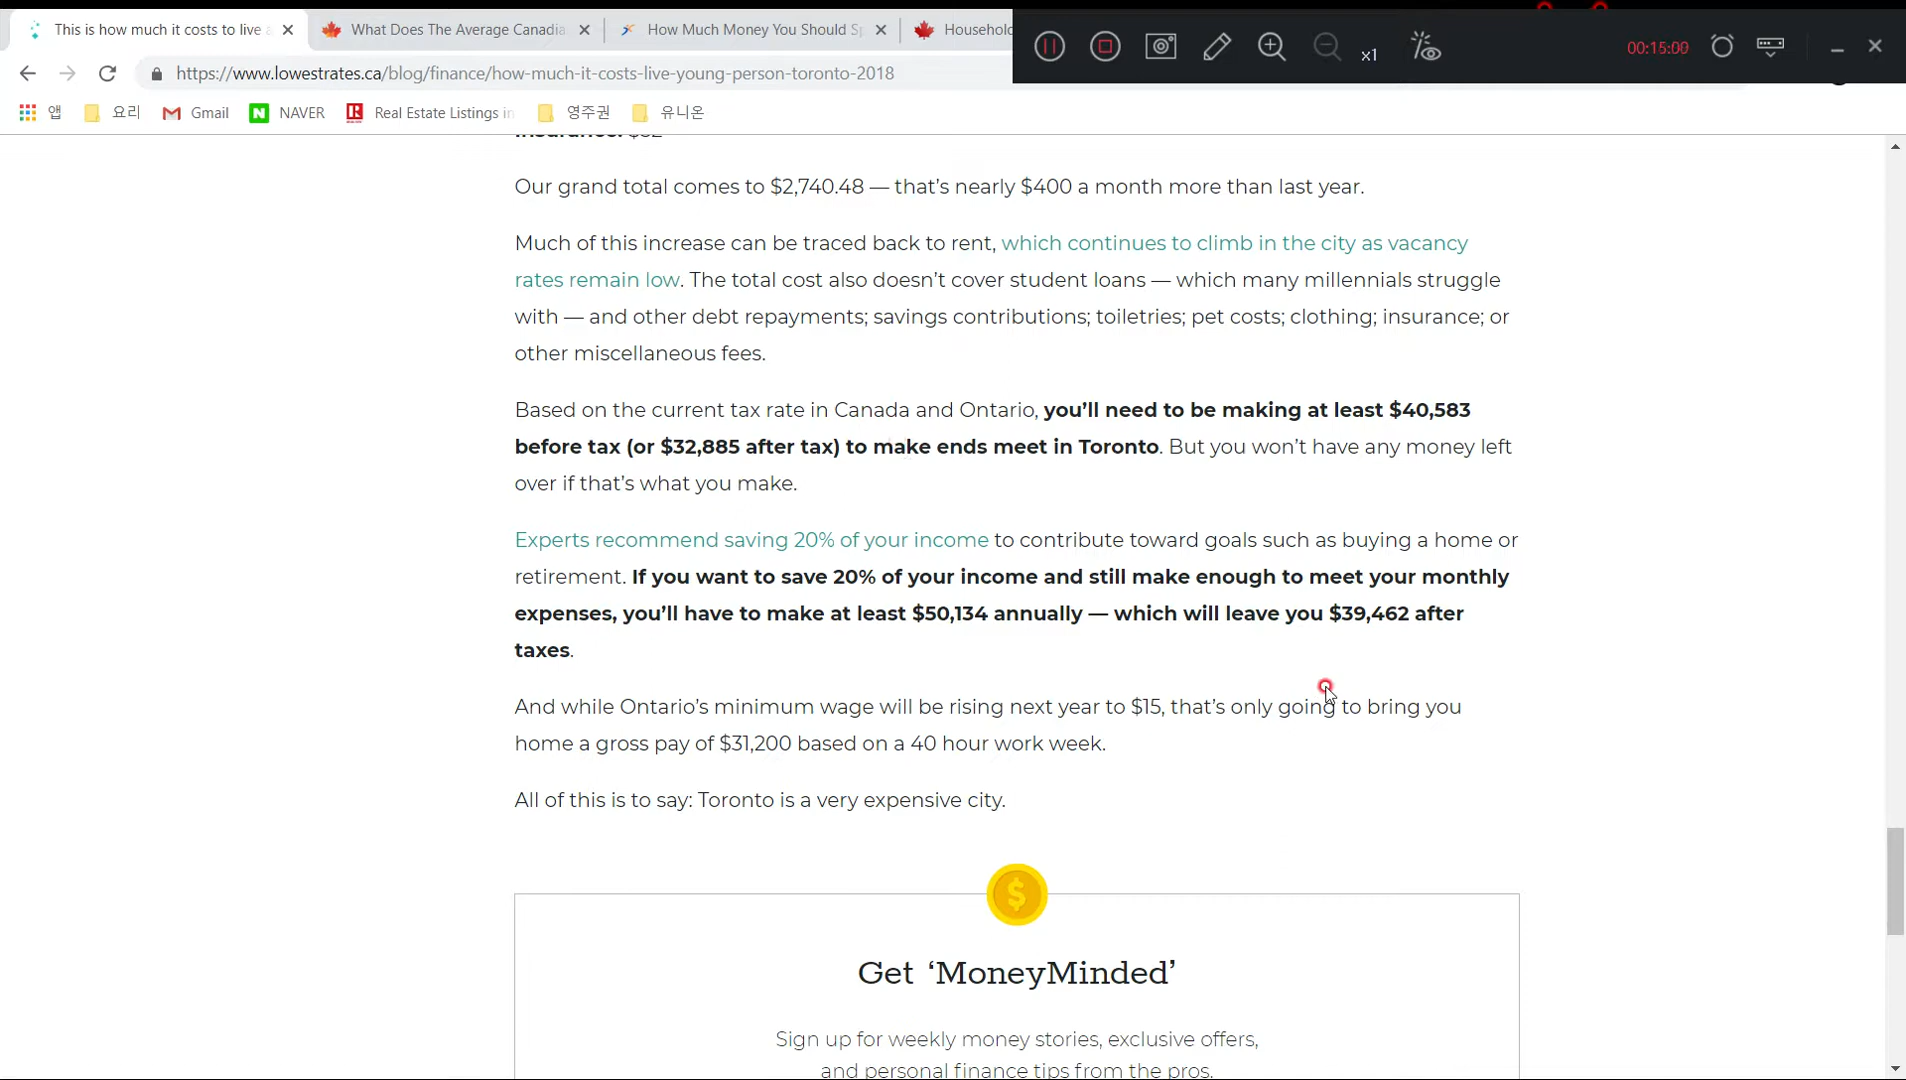 This is how much it costs to live
What Does The Average Canadia
How Much Money You Should S
Househol
x1
00:15:00
https://www.lowestrates.ca/blog/finance/how-much-it-costs-live-young-person-toronto-2018
앱
요리
Gmail
NAVER
Real Estate Listings in
영주권
유니온
Insurance: $52
Our grand total comes to $2,740.48 — that’s nearly $400 a month more than last year.
Much of this increase can be traced back to rent, which continues to climb in the city as vacancy
rates remain low. The total cost also doesn’t cover student loans — which many millennials struggle
with — and other debt repayments; savings contributions; toiletries; pet costs; clothing; insurance; or
other miscellaneous fees.
Based on the current tax rate in Canada and Ontario, you’ll need to be making at least $40,583
before tax (or $32,885 after tax) to make ends meet in Toronto. But you won’t have any money left
over if that’s what you make.
Experts recommend saving 20% of your income to contribute toward goals such as buying a home or
retirement. If you want to save 20% of your income and still make enough to meet your monthly
expenses, you’ll have to make at least $50,134 annually — which will leave you $39,462 after
taxes.
And while Ontario’s minimum wage will be rising next year to $15, that’s only going to bring you
home a gross pay of $31,200 based on a 40 hour work week.
All of this is to say: Toronto is a very expensive city.
$
Get ‘MoneyMinded’
Sign up for weekly money stories, exclusive offers,
and personal finance tips from the pros.